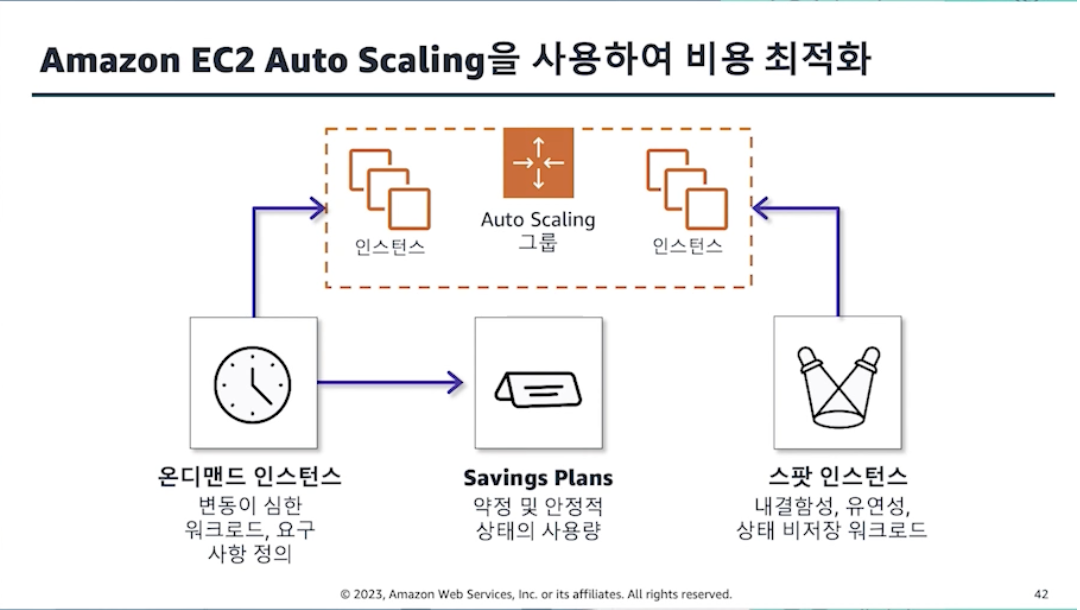 Amazon EC2 Auto Scaling을 사용하여 비용 최적화
인스턴스
Auto Scaling
그룹
인스턴스
온디맨드 인스턴스
변동이 심한
워크로드, 요구
사항 정의
Savings Plans
약정 및 안정적
상태의 사용량
스팟 인스턴스
내결함성, 유연성,
상태 비저장 워크로드
© 2023, Amazon Web Services, Inc. or its affiliates. All rights reserved.
42